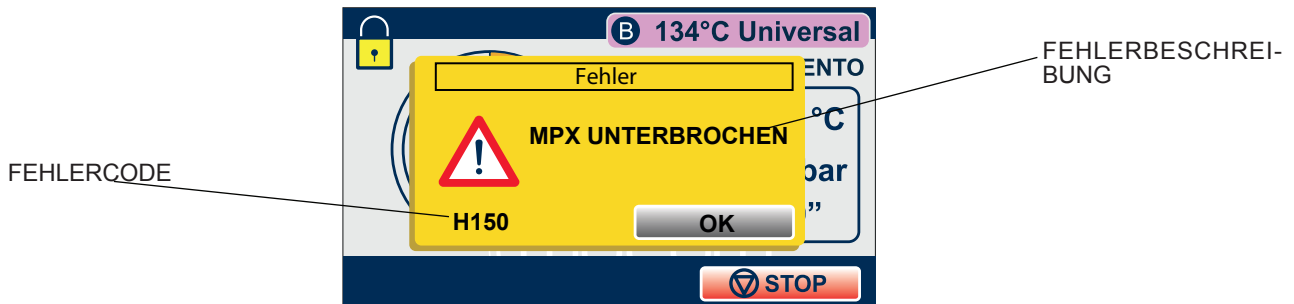 B 134°C Universal
ENTO
Fehler
FEHLERBESCHREI-
BUNG
°C
MPX UNTERBROCHEN
bar
FEHLERCODE
H150
OK
”
STOP